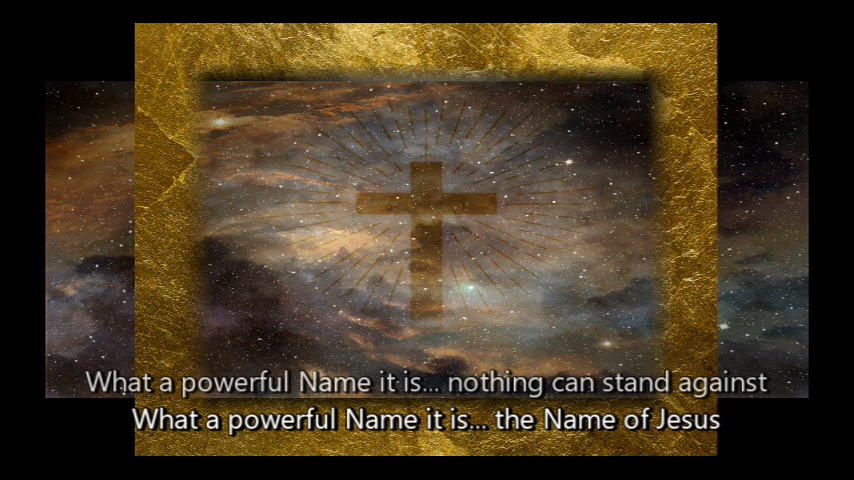 What a powerful Name it is... nothing can stand against
What a powerful Name it is... the Name of Jesus